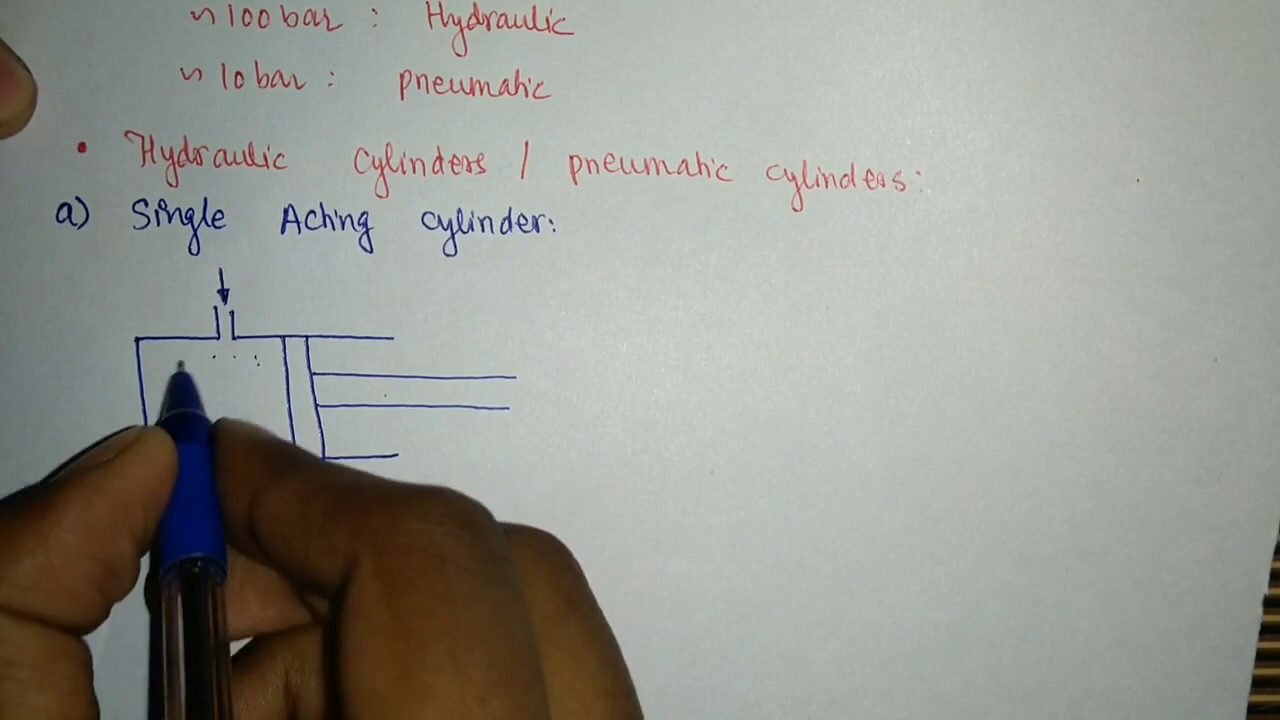 ~ 100 bar : Hydraulic
~ 10 bar : pneumatic
• Hydraulic cylinders / pneumatic cylinders:
a) Single Acting cylinder: